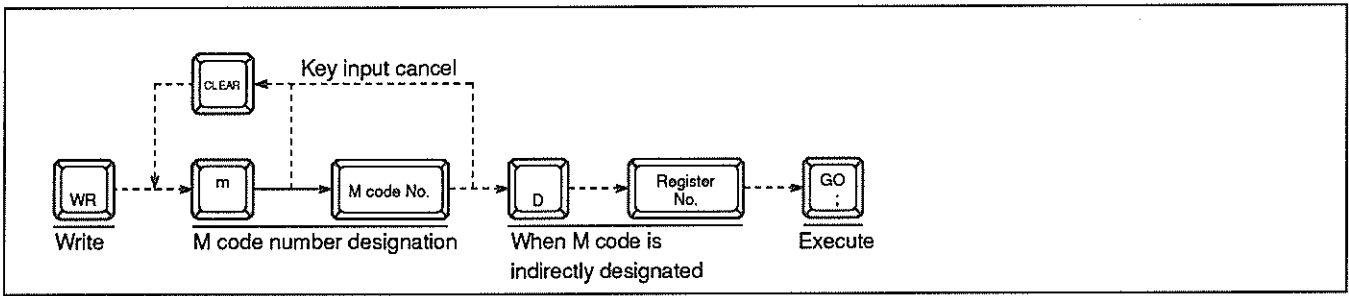 Key input cancel
CLEAR
WR
m
M code No.
D
Register
No.
GO
;
Write
M code number designation
When M code is
indirectly designated
Execute